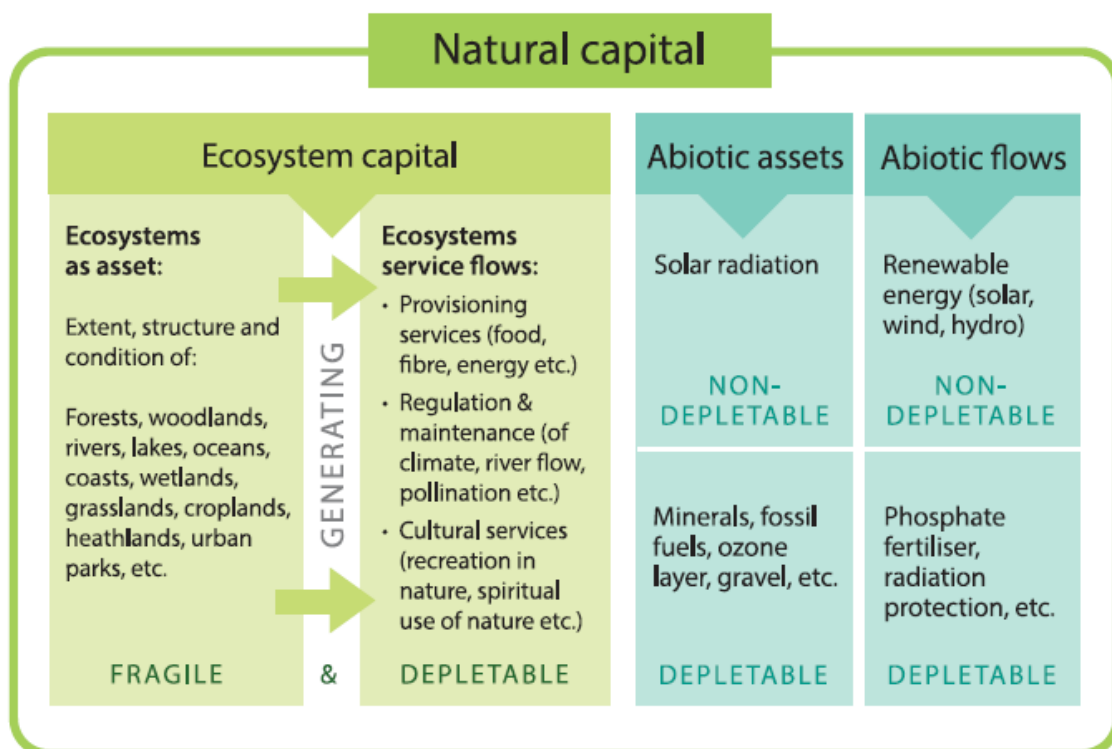 Natural capital
Ecosystem capital
Ecosystems
as asset:
Extent, structure and
condition of:
Forests, woodlands,
rivers, lakes, oceans,
coasts, wetlands,
grasslands, croplands,
heathlands, urban
parks, etc.
FRAGILE
GENERATING
&
Ecosystems
service flows:
• Provisioning
services (food,
fibre, energy etc.)
• Regulation &
maintenance (of
climate, river flow,
pollination etc.)
• Cultural services
(recreation in
nature, spiritual
use of nature etc.)
DEPLETABLE
Abiotic assets
Solar radiation
NON-
DEPLETABLE
Minerals, fossil
fuels, ozone
layer, gravel, etc.
DEPLETABLE
Abiotic flows
Renewable
energy (solar,
wind, hydro)
NON-
DEPLETABLE
Phosphate
fertiliser,
radiation
protection, etc.
DEPLETABLE